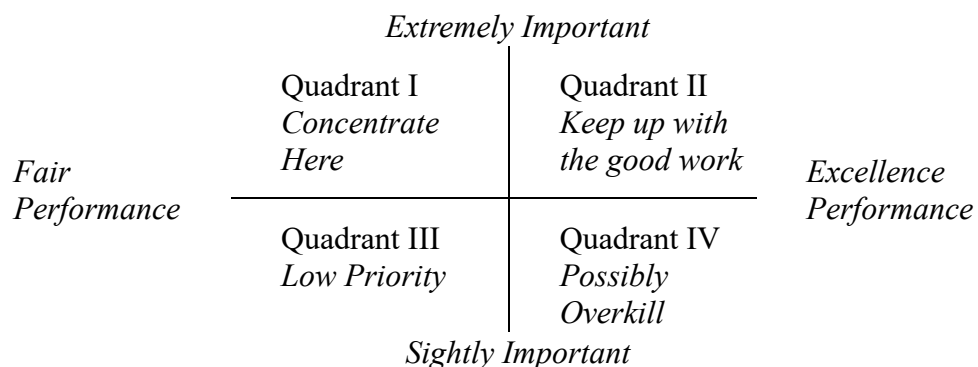 Extremely Important
Quadrant I
Concentrate
Here
Quadrant II
Keep up with
the good work
Fair
Performance
Excellence
Performance
Quadrant III
Low Priority
Quadrant IV
Possibly
Overkill
Sightly Important